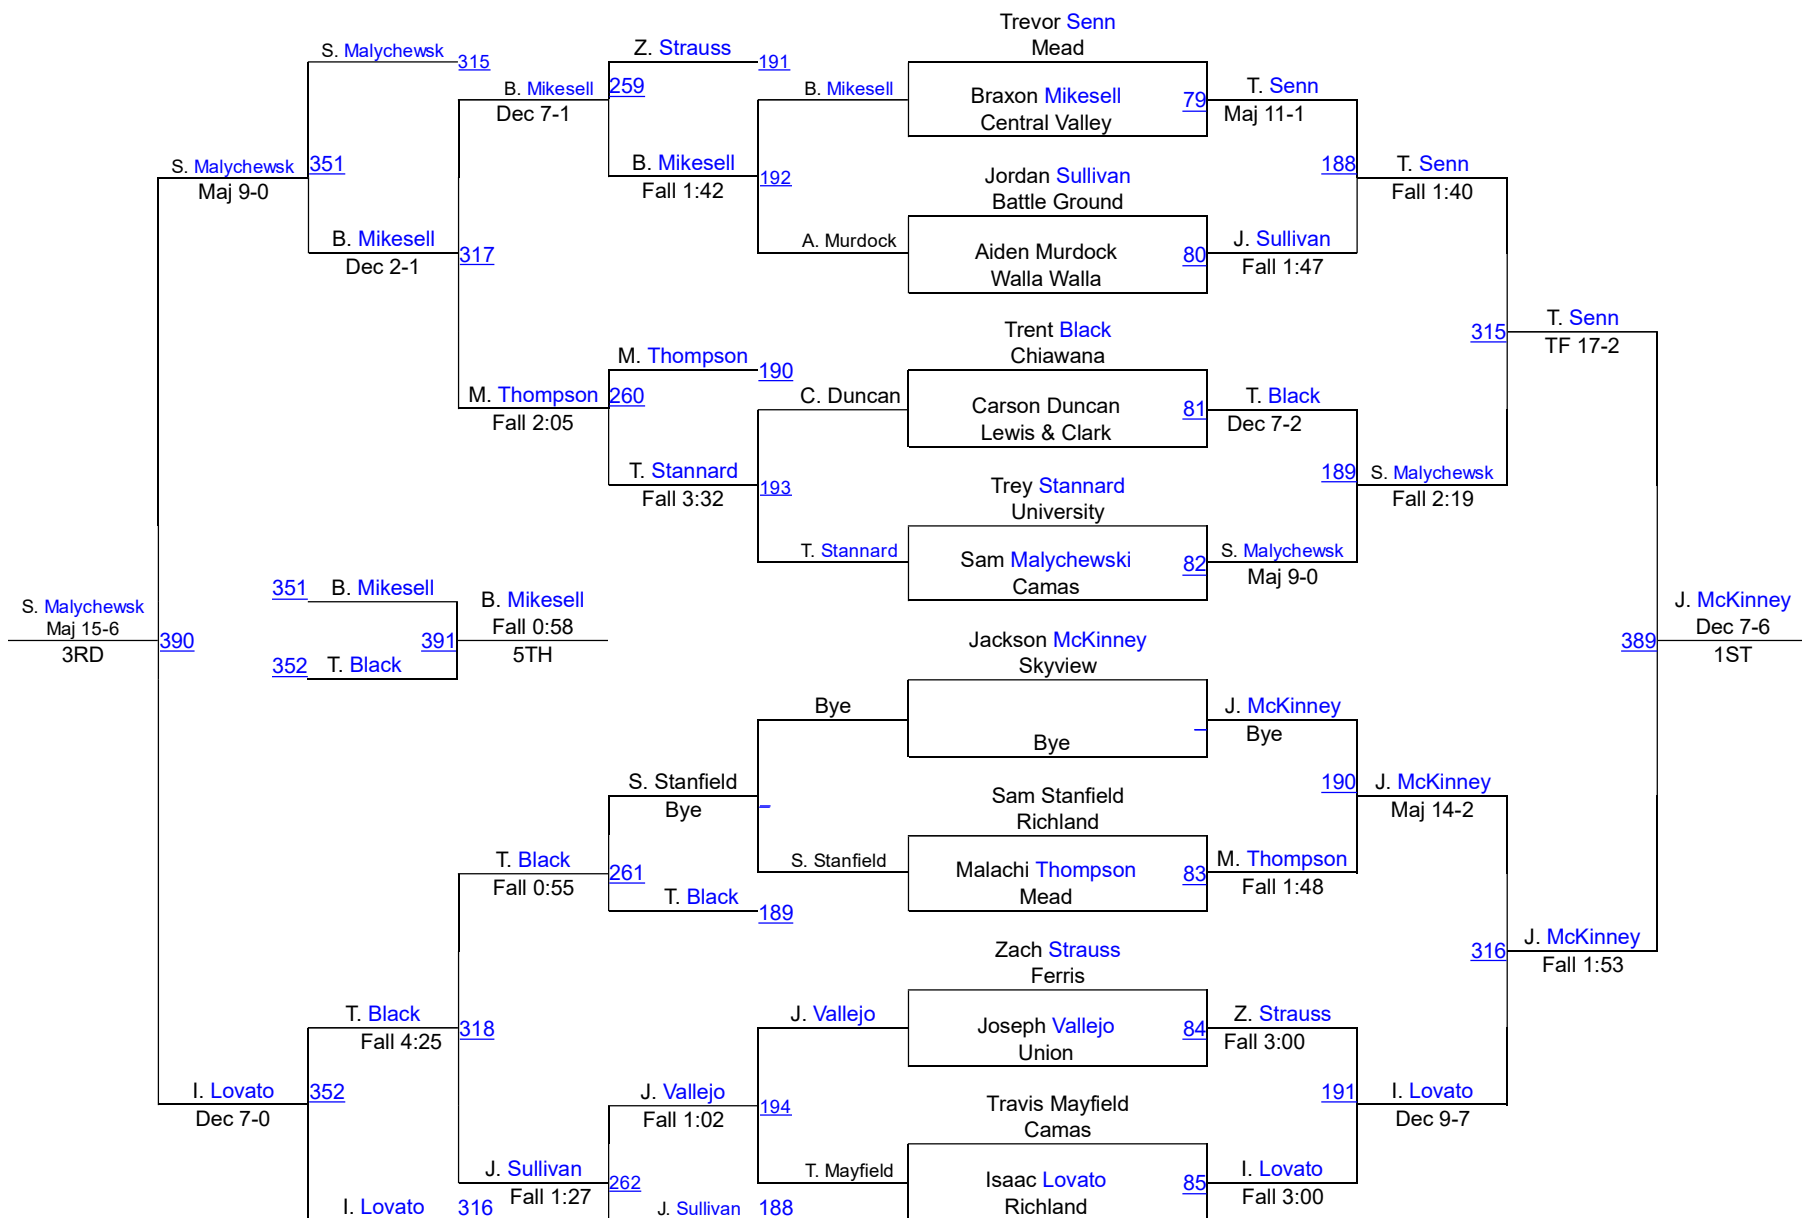 Trevor Senn
Mead
S. Malychewsk
315
Z. Strauss
191
B. Mikesell
Dec 7-1
259
B. Mikesell
Braxon Mikesell
Central Valley
79
T. Senn
Maj 11-1
S. Malychewsk
Maj 9-0
351
B. Mikesell
Fall 1:42
192
Jordan Sullivan
Battle Ground
188
T. Senn
Fall 1:40
B. Mikesell
Dec 2-1
317
A. Murdock
Aiden Murdock
Walla Walla
80
J. Sullivan
Fall 1:47
Trent Black
Chiawana
315
T. Senn
TF 17-2
M. Thompson
190
M. Thompson
Fall 2:05
260
C. Duncan
Carson Duncan
Lewis & Clark
81
T. Black
Dec 7-2
T. Stannard
Fall 3:32
193
Trey Stannard
University
189
S. Malychewsk
Fall 2:19
T. Stannard
Sam Malychewski
Camas
82
S. Malychewsk
Maj 9-0
351
B. Mikesell
B. Mikesell
Fall 0:58
5TH
391
352
T. Black
S. Malychewsk
Maj 15-6
3RD
390
Jackson McKinney
Skyview
389
J. McKinney
Dec 7-6
1ST
Bye
Bye
J. McKinney
Bye
S. Stanfield
Bye
Sam Stanfield
Richland
190
J. McKinney
Maj 14-2
T. Black
Fall 0:55
261
S. Stanfield
Malachi Thompson
Mead
83
M. Thompson
Fall 1:48
T. Black
189
Zach Strauss
Ferris
316
J. McKinney
Fall 1:53
T. Black
Fall 4:25
318
J. Vallejo
Joseph Vallejo
Union
84
Z. Strauss
Fall 3:00
I. Lovato
Dec 7-0
352
J. Vallejo
Fall 1:02
194
Travis Mayfield
Camas
191
I. Lovato
Dec 9-7
J. Sullivan
Fall 1:27
262
T. Mayfield
Isaac Lovato
Richland
85
I. Lovato
Fall 3:00
I. Lovato
316
J. Sullivan
188